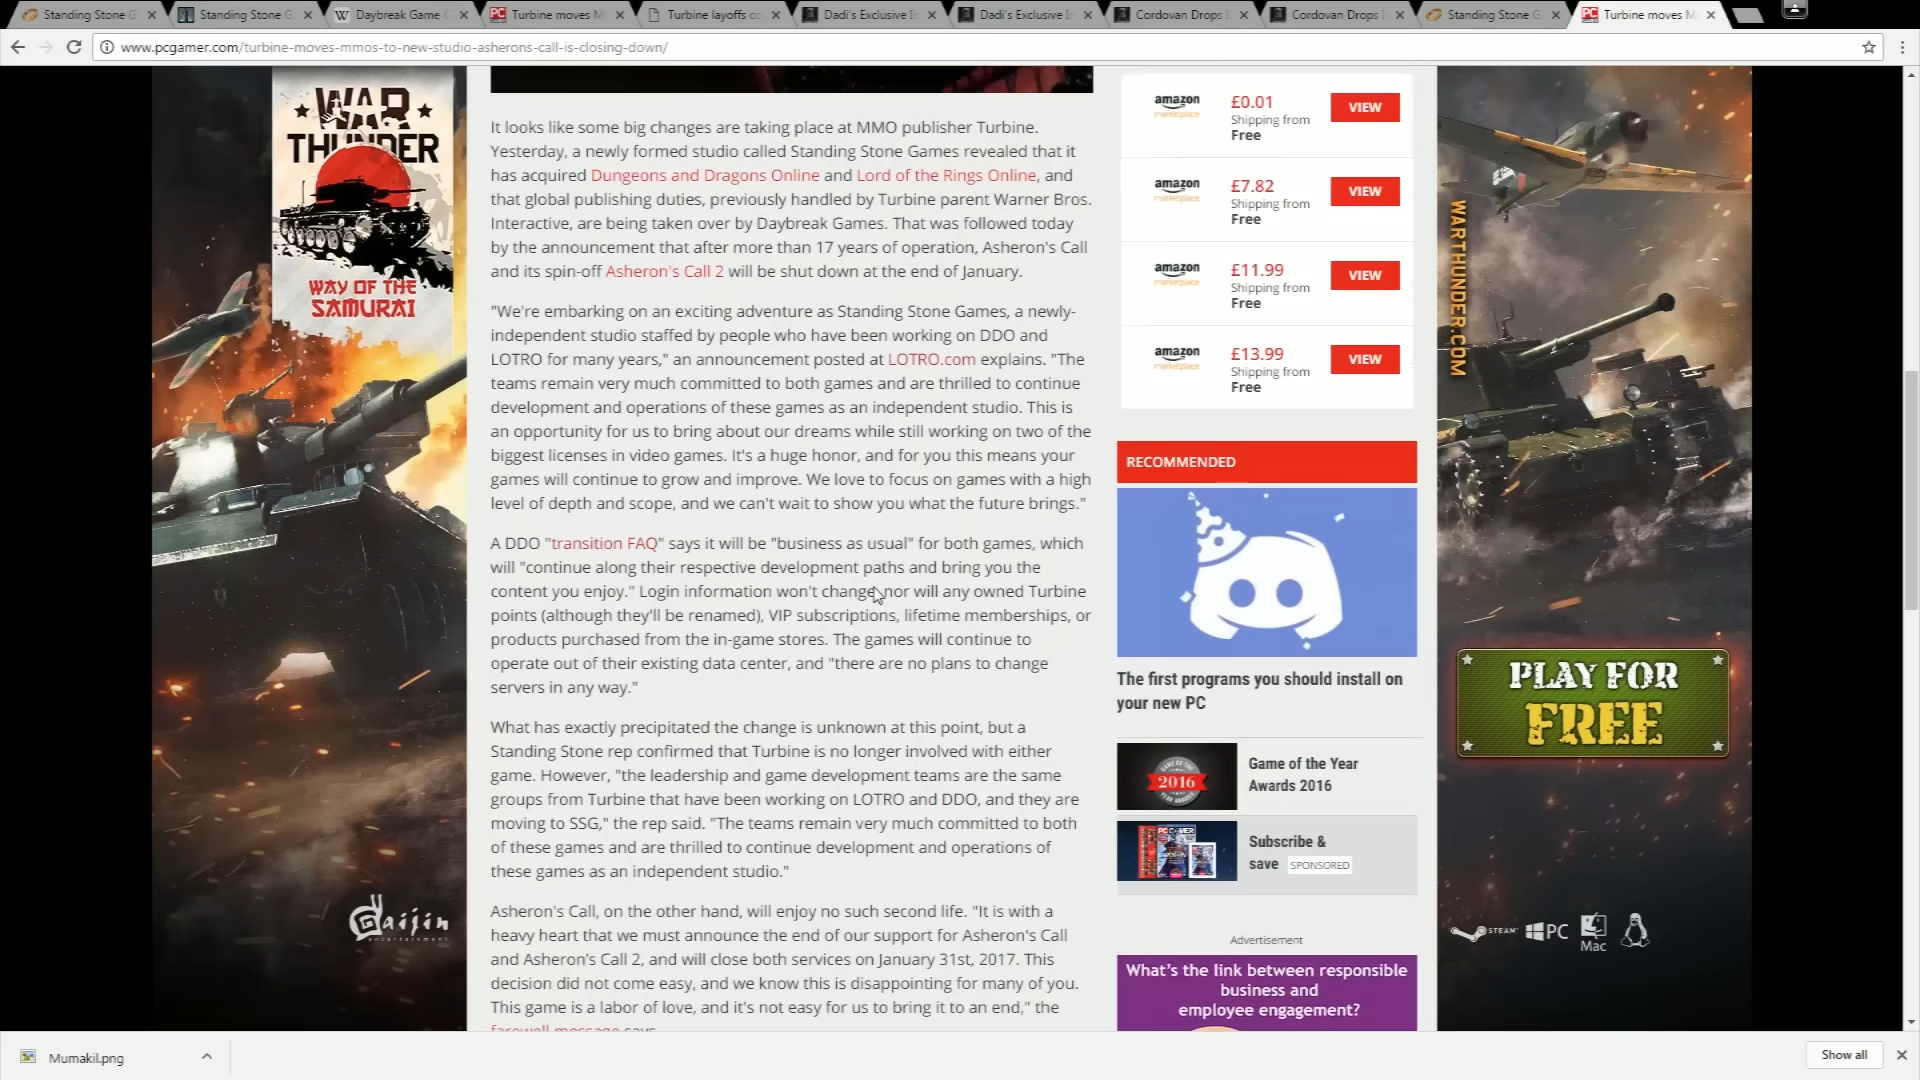 Standing Stone G
Standing Stone G
Daybreak Game C
Turbine moves M
Turbine layoffs co
Dadi's Exclusive I
Dadi's Exclusive I
Cordovan Drops
Cordovan Drops
Standing Stone G
Turbine moves M
www.pcgamer.com/turbine-moves-mmos-to-new-studio-asherons-call-is-closing-down/
WAR
THUNDER
WAY OF THE
SAMURAI
Gaijin
entertainment
It looks like some big changes are taking place at MMO publisher Turbine.
Yesterday, a newly formed studio called Standing Stone Games revealed that it
has acquired Dungeons and Dragons Online and Lord of the Rings Online, and
that global publishing duties, previously handled by Turbine parent Warner Bros.
Interactive, are being taken over by Daybreak Games. That was followed today
by the announcement that after more than 17 years of operation, Asheron's Call
and its spin-off Asheron's Call 2 will be shut down at the end of January.
"We're embarking on an exciting adventure as Standing Stone Games, a newly-
independent studio staffed by people who have been working on DDO and
LOTRO for many years," an announcement posted at LOTRO.com explains. "The
teams remain very much committed to both games and are thrilled to continue
development and operations of these games as an independent studio. This is
an opportunity for us to bring about our dreams while still working on two of the
biggest licenses in video games. It's a huge honor, and for you this means your
games will continue to grow and improve. We love to focus on games with a high
level of depth and scope, and we can't wait to show you what the future brings."
A DDO "transition FAQ" says it will be "business as usual" for both games, which
will "continue along their respective development paths and bring you the
content you enjoy." Login information won't change, nor will any owned Turbine
points (although they'll be renamed), VIP subscriptions, lifetime memberships, or
products purchased from the in-game stores. The games will continue to
operate out of their existing data center, and "there are no plans to change
servers in any way."
What has exactly precipitated the change is unknown at this point, but a
Standing Stone rep confirmed that Turbine is no longer involved with either
game. However, "the leadership and game development teams are the same
groups from Turbine that have been working on LOTRO and DDO, and they are
moving to SSG," the rep said. "The teams remain very much committed to both
of these games and are thrilled to continue development and operations of
these games as an independent studio."
Asheron's Call, on the other hand, will enjoy no such second life. "It is with a
heavy heart that we must announce the end of our support for Asheron's Call
and Asheron's Call 2, and will close both services on January 31st, 2017. This
decision did not come easy, and we know this is disappointing for many of you.
This game is a labor of love, and it's not easy for us to bring it to an end," the
farewell message says
amazon
marketplace
£0.01
Shipping from
Free
VIEW
amazon
marketplace
£7.82
Shipping from
Free
VIEW
amazon
marketplace
£11.99
Shipping from
Free
VIEW
amazon
marketplace
£13.99
Shipping from
Free
VIEW
RECOMMENDED
The first programs you should install on
your new PC
GAME OF THE
2016
Game of the Year
Awards 2016
PC GAMER
Subscribe &
save SPONSORED
Advertisement
What's the link between responsible
business and
employee engagement?
WARTHUNDER.COM
PLAY FOR
FREE
STEAM
PC
Mac
Mumakil.png
Show all